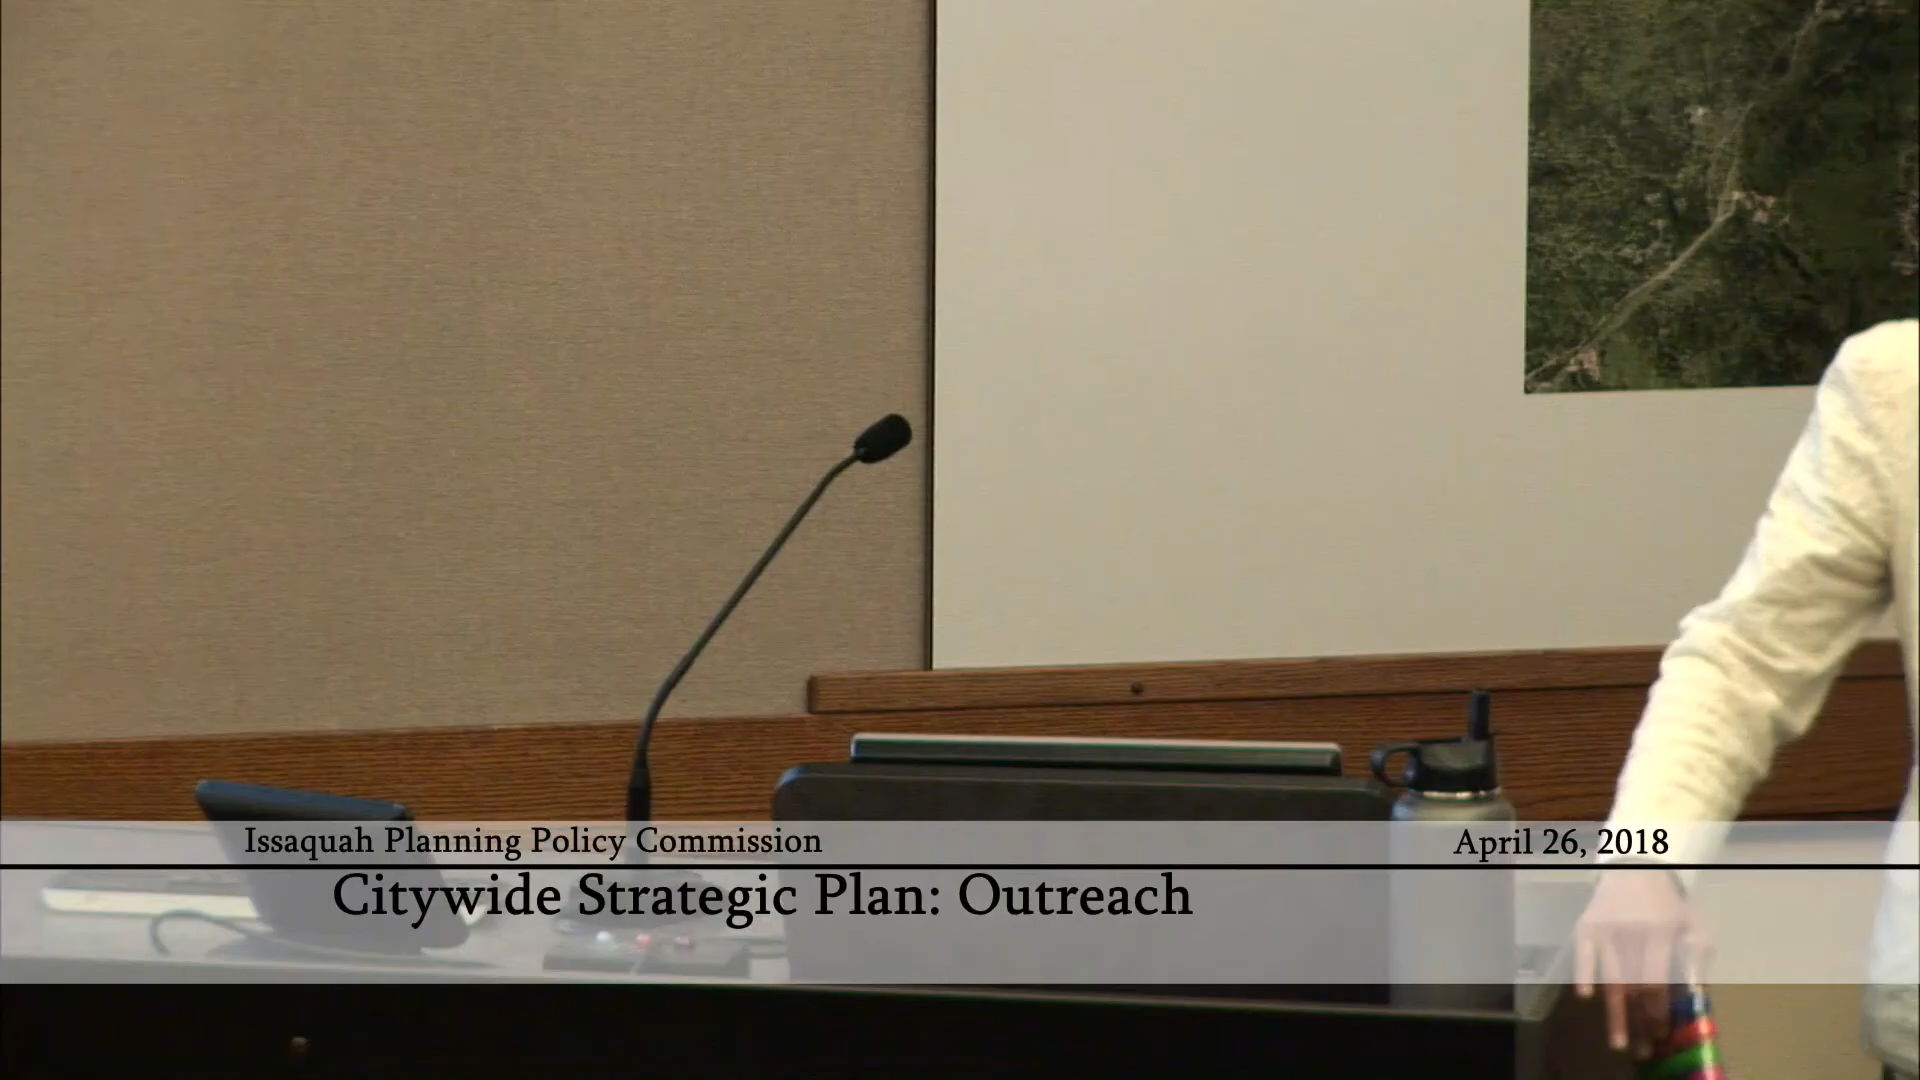 Issaquah Planning Policy Commission
April 26, 2018
Citywide Strategic Plan: Outreach